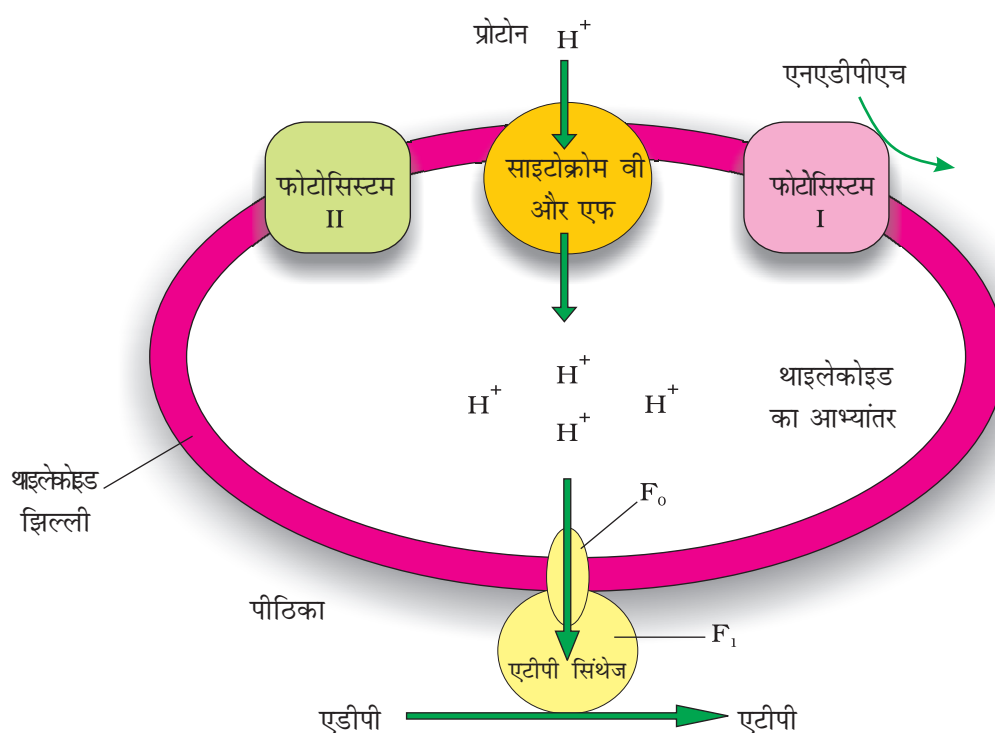 प्रोटोन H⁺
एनएडीपीएच
फोटोसिस्टम
II
साइटोक्रोम वी
और एफ
फोटोसिस्टम
I
H⁺
H⁺
H⁺
H⁺
थाइलेकोइड
का आभ्यांतर
थाइलेकोइड
झिल्ली
F₀
पीठिका
F₁
एटीपी सिंथेज
एडीपी
एटीपी